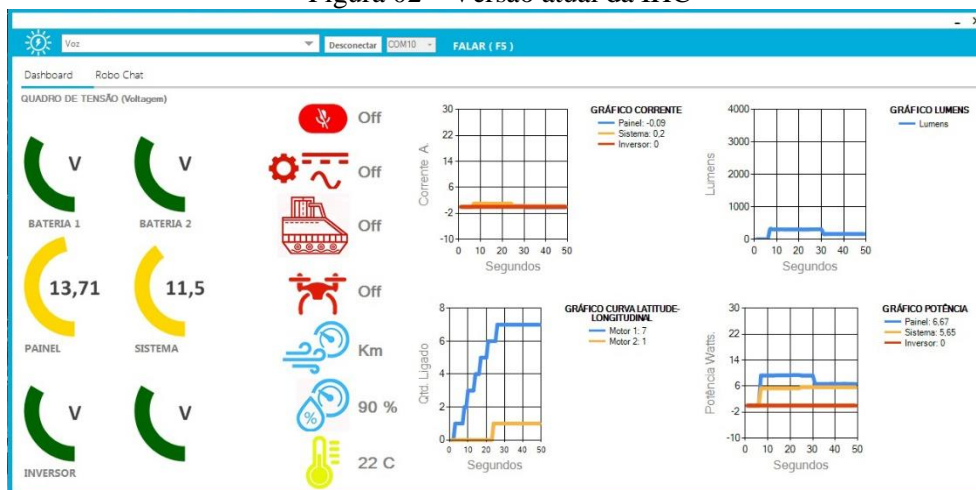 Figura 02 – Versão atual da IHC
Voz
Desconectar
COM10
FALAR ( F5 )
Dashboard
Robo Chat
QUADRO DE TENSÃO (Voltagem)
V
BATERIA 1
V
BATERIA 2
13,71
PAINEL
11,5
SISTEMA
V
INVERSOR
V
Off
Off
Off
Off
Km
%
90 %
22 C
GRÁFICO CORRENTE
Painel: -0,09
Sistema: 0,2
Inversor: 0
Corrente A.
30
22
14
6
-2
-10
0 10 20 30 40 50
Segundos
GRÁFICO LUMENS
Lumens
Lumens
4000
3000
2000
1000
0
0 10 20 30 40 50
Segundos
GRÁFICO CURVA LATITUDE-
LONGITUDINAL
Motor 1: 7
Motor 2: 1
Qtd. Ligado
8
6
4
2
0
0 10 20 30 40 50
Segundos
GRÁFICO POTÊNCIA
Painel: 6,67
Sistema: 5,65
Inversor: 0
Potência Watts.
30
22
14
6
-2
-10
0 10 20 30 40 50
Segundos